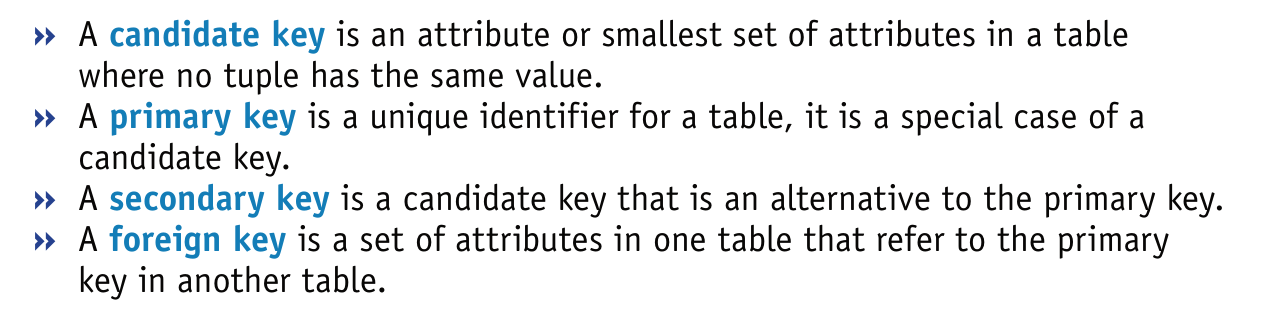 » A candidate key is an attribute or smallest set of attributes in a table
where no tuple has the same value.
» A primary key is a unique identifier for a table, it is a special case of a
candidate key.
» A secondary key is a candidate key that is an alternative to the primary key.
» A foreign key is a set of attributes in one table that refer to the primary
key in another table.